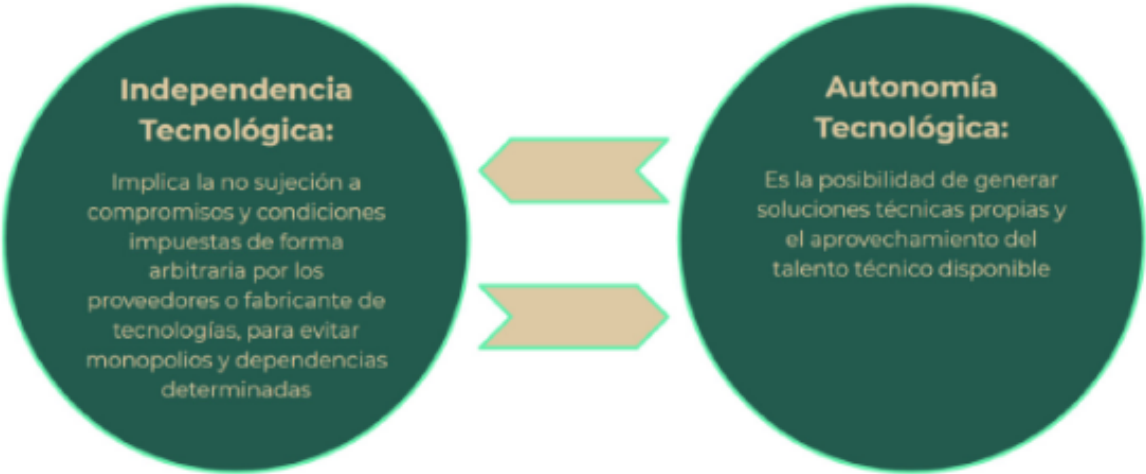 Independencia
Tecnológica:
Implica la no sujeción a
compromisos y condiciones
impuestas de forma
arbitraria por los
proveedores o fabricante de
tecnologías, para evitar
monopolios y dependencias
determinadas
Autonomía
Tecnológica:
Es la posibilidad de generar
soluciones técnicas propias y
el aprovechamiento del
talento técnico disponible